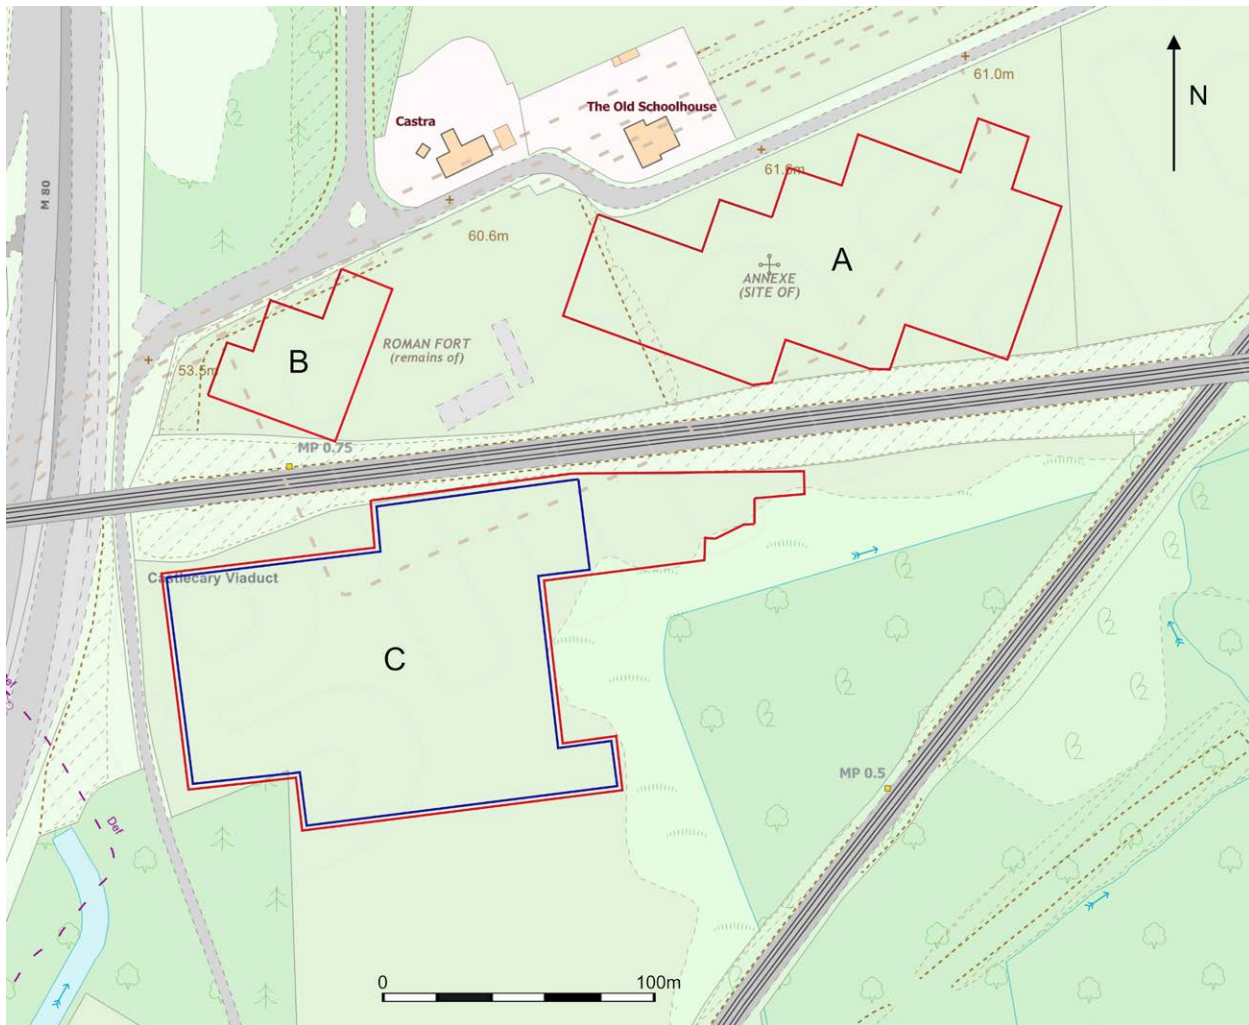 N
61.0m
The Old Schoolhouse
Castra
M 80
61.6m
60.6m
A
ANNEXE
(SITE OF)
ROMAN FORT
(remains of)
B
53.5m
MP 0.75
Castlecary Viaduct
C
Def
MP 0.5
Def
0
100m